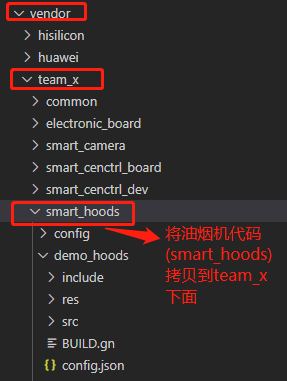 vendor
hisilicon
huawei
team_x
common
electronic_board
smart_camera
smart_cenctrl_board
smart_cenctrl_dev
smart_hoods
config
demo_hoods
include
res
src
BUILD.gn
{} config.json
将油烟机代码
(smart_hoods)
拷贝到team_x
下面